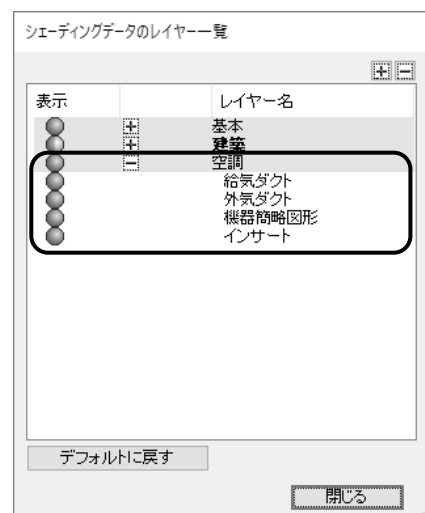 シェーディングデータのレイヤー一覧
表示 レイヤー名
基本
建築
空調
給気ダクト
外気ダクト
機器簡略図形
インサート
デフォルトに戻す
閉じる